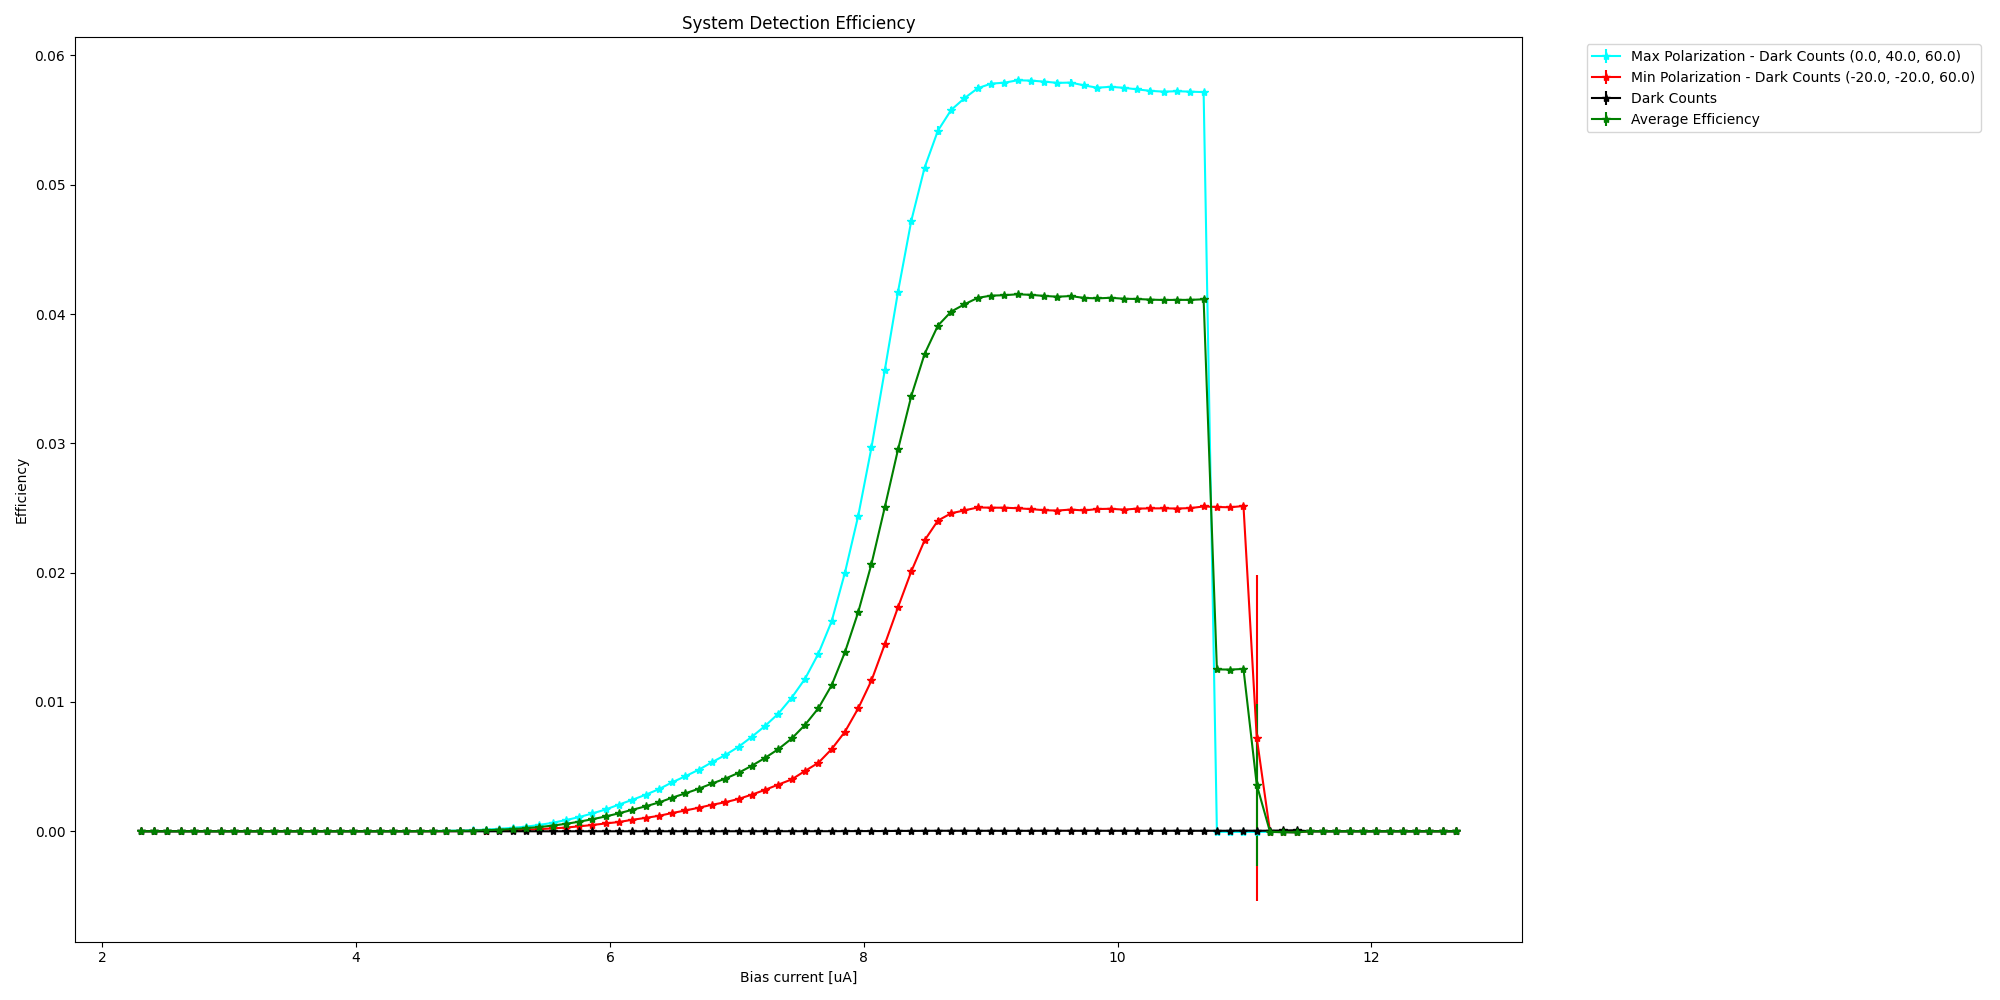 System Detection Efficiency
Max Polarization - Dark Counts (0.0, 40.0, 60.0)
Min Polarization - Dark Counts (-20.0, -20.0, 60.0)
Dark Counts
Average Efficiency
0.06
0.05
0.04
0.03
0.02
0.01
0.00
Efficiency
2 4 6 8 10 12
Bias current [uA]